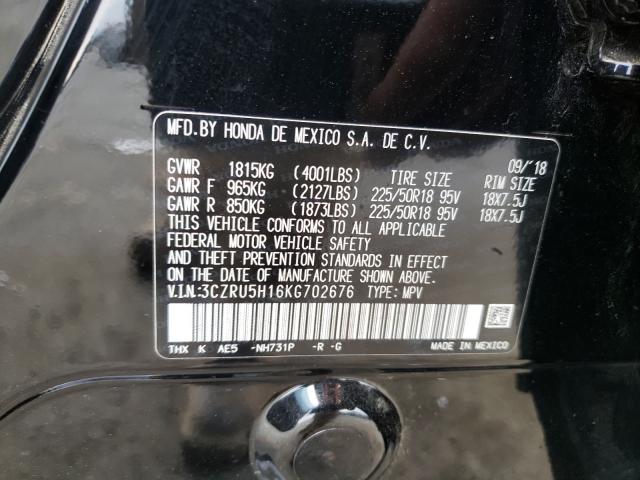 MFD.BY HONDA DE MEXICO S.A. DE C.V.
09/'18
GVWR 1815KG (4001LBS) TIRE SIZE RIM SIZE
GAWR F 965KG (2127LBS) 225/50R18 95V 18X7.5J
GAWR R 850KG (1873LBS) 225/50R18 95V 18X7.5J
THIS VEHICLE CONFORMS TO ALL APPLICABLE
FEDERAL MOTOR VEHICLE SAFETY
AND THEFT PREVENTION STANDARDS IN EFFECT
ON THE DATE OF MANUFACTURE SHOWN ABOVE.
V.I.N.:3CZRU5H16KG702676 TYPE: MPV
THX K AE5 -NH731P -R -G MADE IN MEXICO